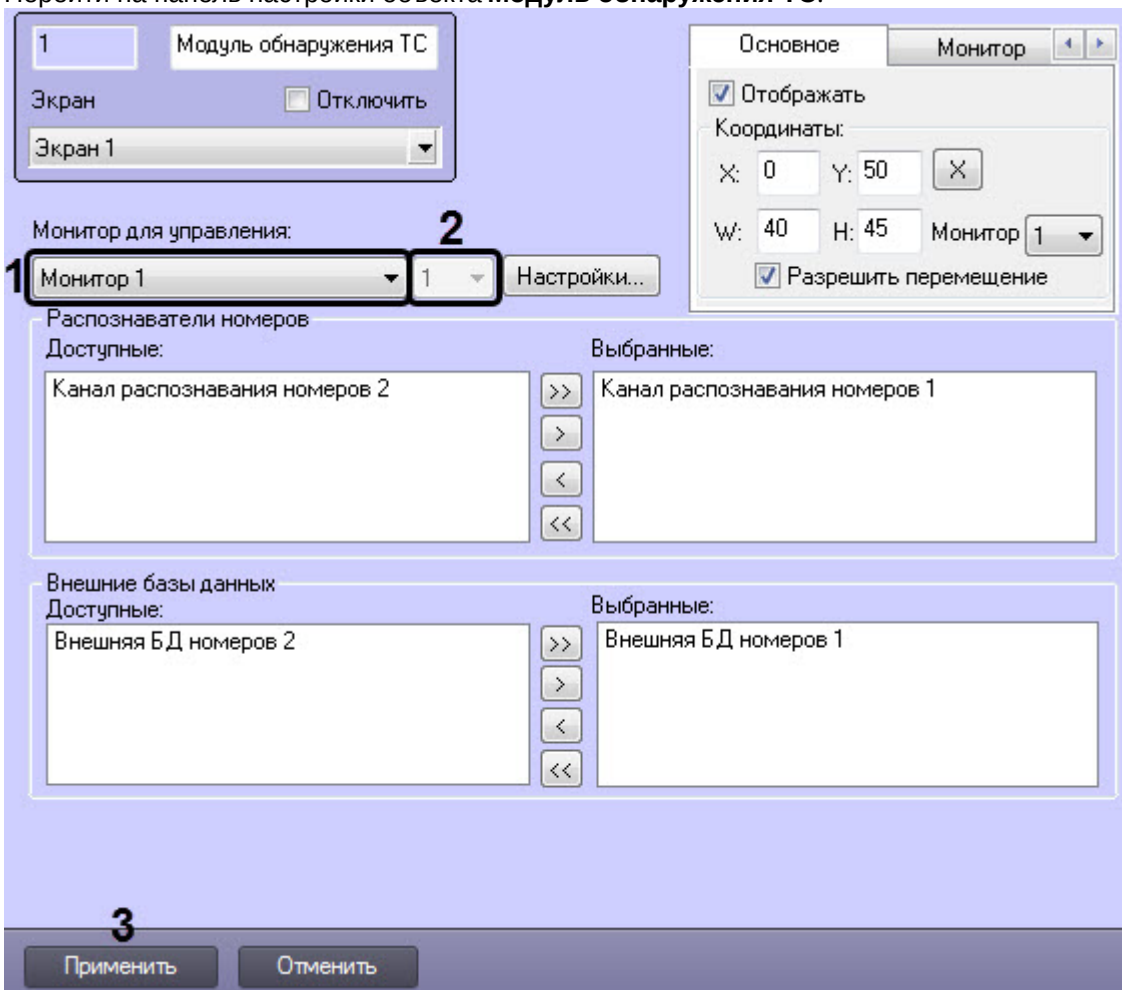 Перейти на панель настройки объекта Модуль обнаружения ТС.
1 Модуль обнаружения ТС
Экран Отключить
Экран 1
Основное Монитор
Отображать
Координаты:
X: 0 Y: 50 X
W: 40 H: 45 Монитор 1
Разрешить перемещение
Монитор для управления: 2
1 Монитор 1 1 Настройки...
Распознаватели номеров
Доступные: Выбранные:
Канал распознавания номеров 2 >> Канал распознавания номеров 1
>
<
<<
Внешние базы данных
Доступные: Выбранные:
Внешняя БД номеров 2 >> Внешняя БД номеров 1
>
<
<<
3
Применить Отменить